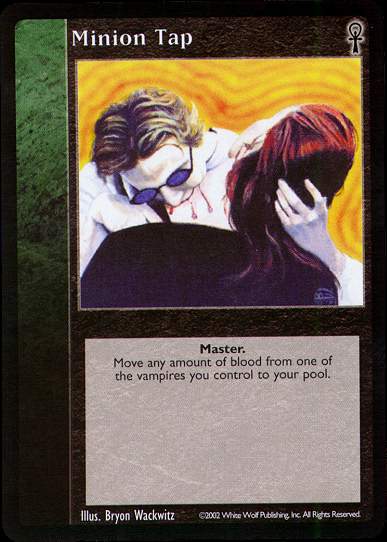 Minion Tap
Master.
Move any amount of blood from one of
the vampires you control to your pool.
Illus. Bryon Wackwitz
©2002 White Wolf Publishing, Inc. All Rights Reserved.